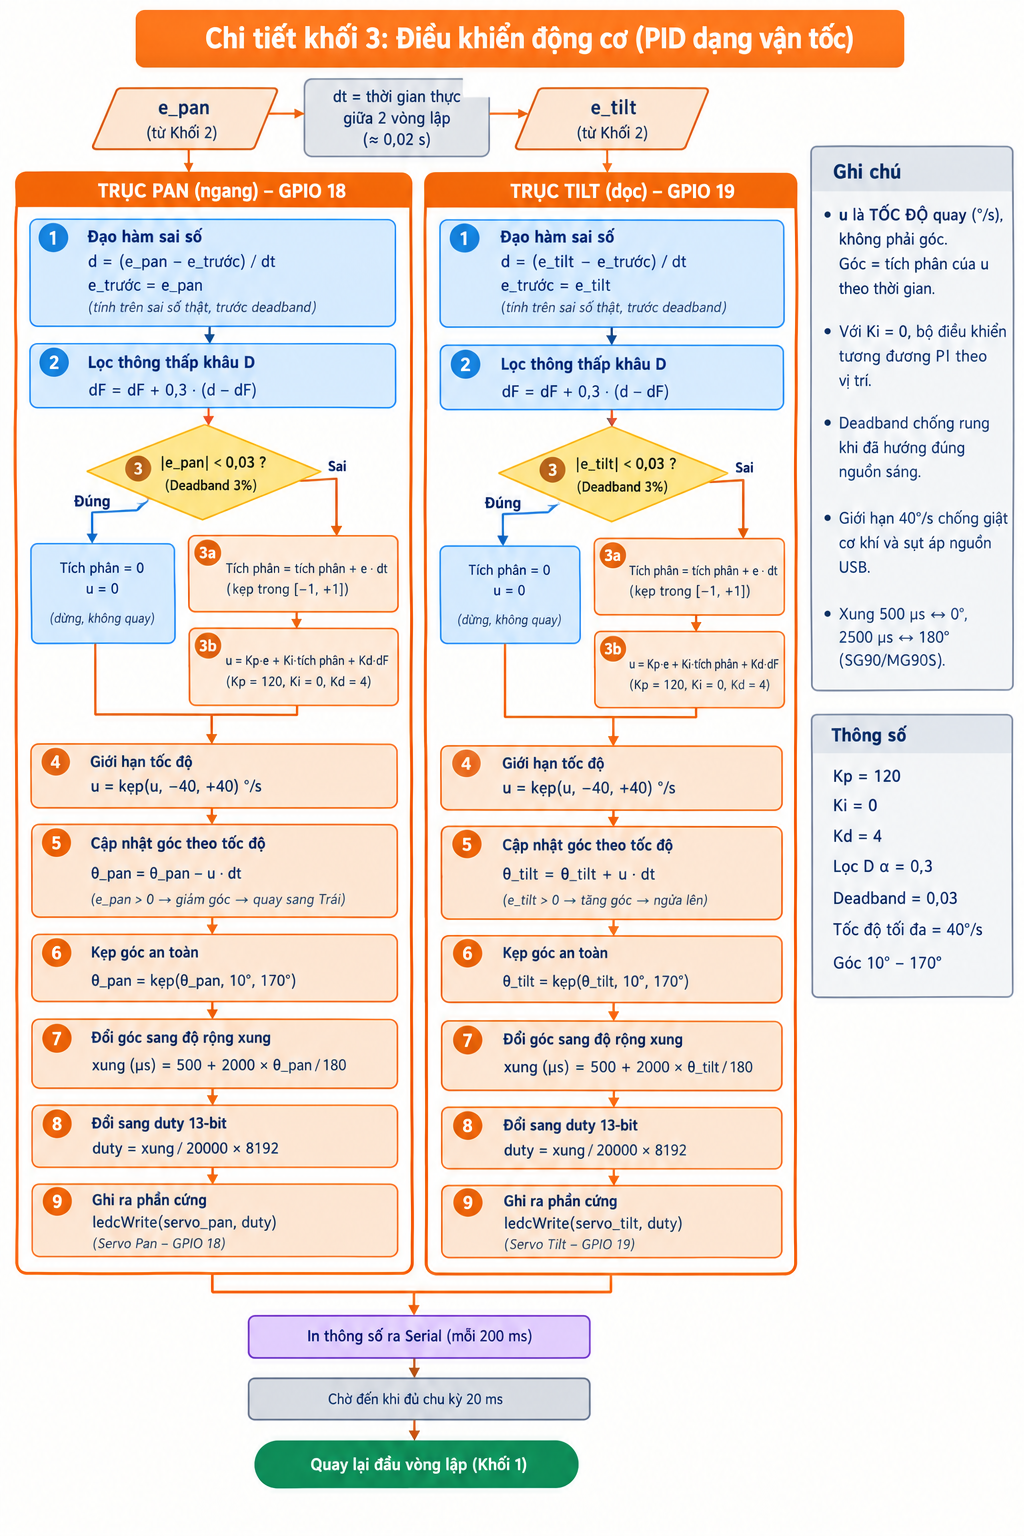 Chi tiết khối 3: Điều khiển động cơ (PID dạng vận tốc)
e_pan
(từ Khối 2)
dt = thời gian thực
giữa 2 vòng lập
(≈ 0,02 s)
e_tilt
(từ Khối 2)
TRỤC PAN (ngang) – GPIO 18
1
Đạo hàm sai số
d = (e_pan – e_trước) / dt
e_trước = e_pan
(tính trên sai số thật, trước deadband)
2
Lọc thông thấp khâu D
dF = dF + 0,3 · (d – dF)
3
|e_pan| < 0,03 ?
(Deadband 3%)
Đúng
Sai
Tích phân = 0
u = 0
(dừng, không quay)
3a
Tích phân = tích phân + e · dt
(kẹp trong [−1, +1])
3b
u = Kp·e + Ki·tích phân + Kd·dF
(Kp = 120, Ki = 0, Kd = 4)
4
Giới hạn tốc độ
u = kẹp(u, −40, +40) °/s
5
Cập nhật góc theo tốc độ
θ_pan = θ_pan − u · dt
(e_pan > 0 → giảm góc → quay sang Trái)
6
Kẹp góc an toàn
θ_pan = kẹp(θ_pan, 10°, 170°)
7
Đổi góc sang độ rộng xung
xung (µs) = 500 + 2000 × θ_pan / 180
8
Đổi sang duty 13-bit
duty = xung / 20000 × 8192
9
Ghi ra phần cứng
ledcWrite(servo_pan, duty)
(Servo Pan – GPIO 18)
TRỤC TILT (dọc) – GPIO 19
1
Đạo hàm sai số
d = (e_tilt – e_trước) / dt
e_trước = e_tilt
(tính trên sai số thật, trước deadband)
2
Lọc thông thấp khâu D
dF = dF + 0,3 · (d – dF)
3
|e_tilt| < 0,03 ?
(Deadband 3%)
Đúng
Sai
Tích phân = 0
u = 0
(dừng, không quay)
3a
Tích phân = tích phân + e · dt
(kẹp trong [−1, +1])
3b
u = Kp·e + Ki·tích phân + Kd·dF
(Kp = 120, Ki = 0, Kd = 4)
4
Giới hạn tốc độ
u = kẹp(u, −40, +40) °/s
5
Cập nhật góc theo tốc độ
θ_tilt = θ_tilt + u · dt
(e_tilt > 0 → tăng góc → ngửa lên)
6
Kẹp góc an toàn
θ_tilt = kẹp(θ_tilt, 10°, 170°)
7
Đổi góc sang độ rộng xung
xung (µs) = 500 + 2000 × θ_tilt / 180
8
Đổi sang duty 13-bit
duty = xung / 20000 × 8192
9
Ghi ra phần cứng
ledcWrite(servo_tilt, duty)
(Servo Tilt – GPIO 19)
Ghi chú
• u là TỐC ĐỘ quay (°/s),
không phải góc.
Góc = tích phân của u
theo thời gian.
• Với Ki = 0, bộ điều khiển
tương đương PI theo
vị trí.
• Deadband chống rung
khi đã hướng đúng
nguồn sáng.
• Giới hạn 40°/s chống giật
cơ khí và sụt áp nguồn
USB.
• Xung 500 µs ↔ 0°,
2500 µs ↔ 180°
(SG90/MG90S).
Thông số
Kp = 120
Ki = 0
Kd = 4
Lọc D α = 0,3
Deadband = 0,03
Tốc độ tối đa = 40°/s
Góc 10° – 170°
In thông số ra Serial (mỗi 200 ms)
Chờ đến khi đủ chu kỳ 20 ms
Quay lại đầu vòng lập (Khối 1)